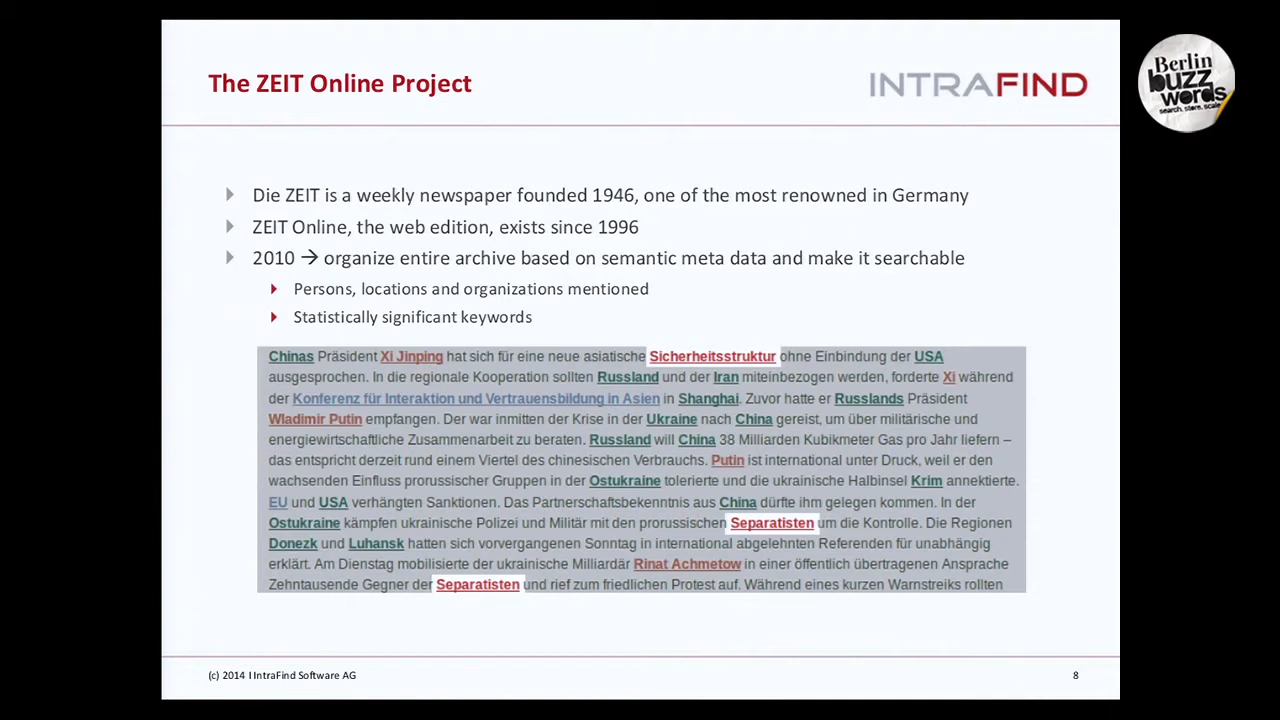 The ZEIT Online Project
INTRAFIND
Berlin
buzz
words
search. store. scale.
Die ZEIT is a weekly newspaper founded 1946, one of the most renowned in Germany
ZEIT Online, the web edition, exists since 1996
2010 → organize entire archive based on semantic meta data and make it searchable
Persons, locations and organizations mentioned
Statistically significant keywords
Chinas Präsident Xi Jinping hat sich für eine neue asiatische Sicherheitsstruktur ohne Einbindung der USA
ausgesprochen. In die regionale Kooperation sollten Russland und der Iran miteinbezogen werden, forderte Xi während
der Konferenz für Interaktion und Vertrauensbildung in Asien in Shanghai. Zuvor hatte er Russlands Präsident
Wladimir Putin empfangen. Der war inmitten der Krise in der Ukraine nach China gereist, um über militärische und
energiewirtschaftliche Zusammenarbeit zu beraten. Russland will China 38 Milliarden Kubikmeter Gas pro Jahr liefern –
das entspricht derzeit rund einem Viertel des chinesischen Verbrauchs. Putin ist international unter Druck, weil er den
wachsenden Einfluss prorussischer Gruppen in der Ostukraine tolerierte und die ukrainische Halbinsel Krim annektierte.
EU und USA verhängten Sanktionen. Das Partnerschaftsbekenntnis aus China dürfte ihm gelegen kommen. In der
Ostukraine kämpfen ukrainische Polizei und Militär mit den prorussischen Separatisten um die Kontrolle. Die Regionen
Donezk und Luhansk hatten sich vorvergangenen Sonntag in international abgelehnten Referenden für unabhängig
erklärt. Am Dienstag mobilisierte der ukrainische Milliardär Rinat Achmetow in einer öffentlich übertragenen Ansprache
Zehntausende Gegner der Separatisten und rief zum friedlichen Protest auf. Während eines kurzen Warnstreiks rollten
(c) 2014 I IntraFind Software AG
8